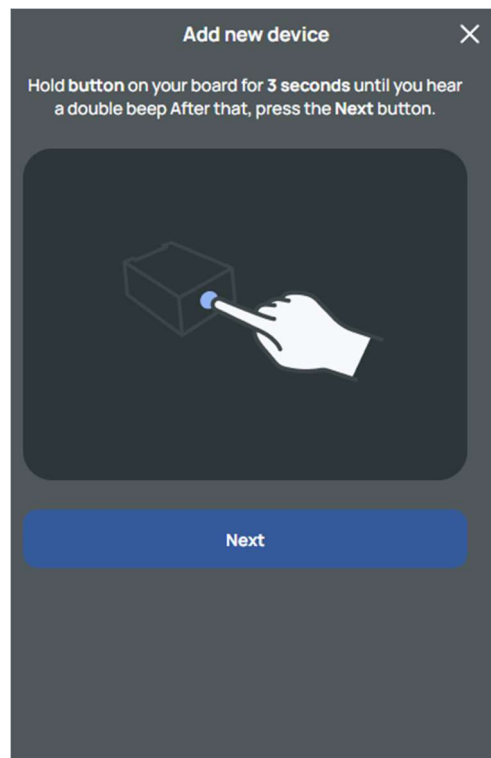 Add new device
Hold button on your board for 3 seconds until you hear
a double beep After that, press the Next button.
Next